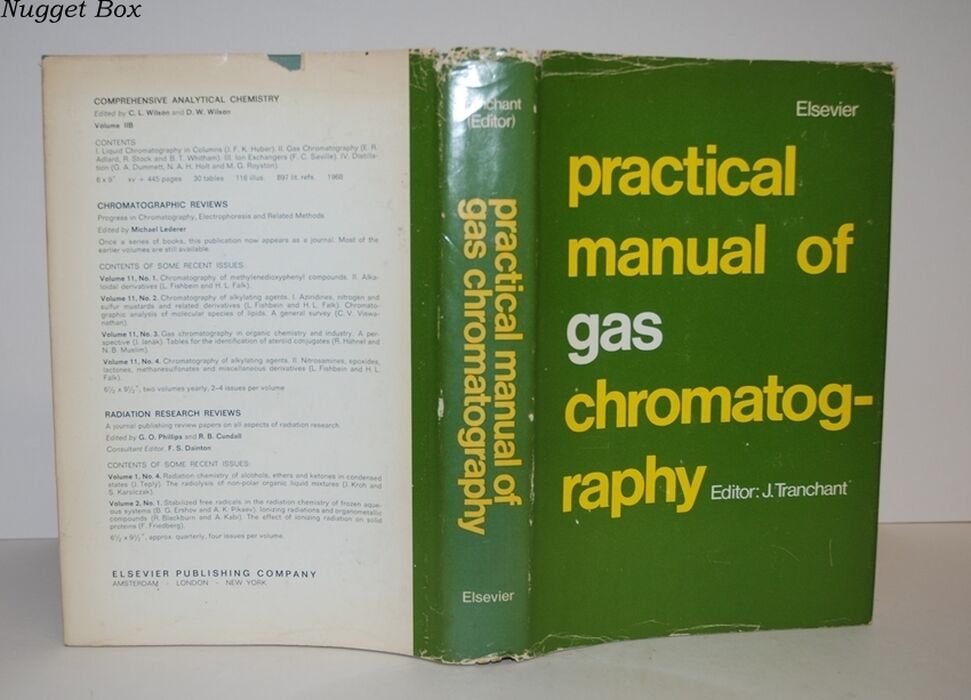 Nugget Box
COMPREHENSIVE ANALYTICAL CHEMISTRY
Edited by C. L. Wilson and D. W. Wilson
Volume IIB
CONTENTS
I. Liquid Chromatography in Columns (J. F. K. Huber). II. Gas Chromatography (E. R.
Adlard, R. Stock and B. T. Whitham). III. Ion Exchangers (F. C. Saville). IV. Distilla-
tion (G. A. Dummett, N. A. H. Holt and M. G. Royston).
6 x 9" xv + 445 pages 30 tables 116 illus. 897 lit. refs. 1968
CHROMATOGRAPHIC REVIEWS
Progress in Chromatography, Electrophoresis and Related Methods
Edited by Michael Lederer
Once a series of books, this publication now appears as a journal. Most of the
earlier volumes are still available.
CONTENTS OF SOME RECENT ISSUES:
Volume 11, No. 1. Chromatography of methylenedioxyphenyl compounds. II. Alka-
loidal derivatives (L. Fishbein and H. L. Falk).
Volume 11, No. 2. Chromatography of alkylating agents. I. Aziridines, nitrogen and
sulfur mustards and related derivatives (L. Fishbein and H. L. Falk). Chromato-
graphic analysis of molecular species of lipids. A general survey (C. V. Viswa-
nathan).
Volume 11, No. 3. Gas chromatography in organic chemistry and industry. A per-
spective (J. Janák). Tables for the identification of steroid conjugates (R. Hähnel and
N. B. Muslim).
Volume 11, No. 4. Chromatography of alkylating agents. II. Nitrosamines, epoxides,
lactones, methanesulfonates and miscellaneous derivatives (L. Fishbein and H. L.
Falk).
6½ x 9½", two volumes yearly, 2-4 issues per volume
RADIATION RESEARCH REVIEWS
A journal publishing review papers on all aspects of radiation research.
Edited by G. O. Phillips and R. B. Cundall
Consultant Editor: F. S. Dainton
CONTENTS OF SOME RECENT ISSUES:
Volume 1, No. 4. Radiation chemistry of alcohols, ethers and ketones in condensed
states (J. Teplý). The radiolysis of non-polar organic liquid mixtures (J. Kroh and
S. Karolczak).
Volume 2, No. 1. Stabilized free radicals in the radiation chemistry of frozen aque-
ous systems (B. G. Ershov and A. K. Pikaev). Ionizing radiations and organometallic
compounds (R. Blackburn and A. Kabi). The effect of ionizing radiation on solid
proteins (F. Friedberg).
6½ x 9½", approx. quarterly, four issues per volume.
ELSEVIER PUBLISHING COMPANY
AMSTERDAM - LONDON - NEW YORK
(Editor)
practical manual of
gas chromatography
Elsevier
Elsevier
practical
manual of
gas
chromatog-
raphy Editor: J. Tranchant